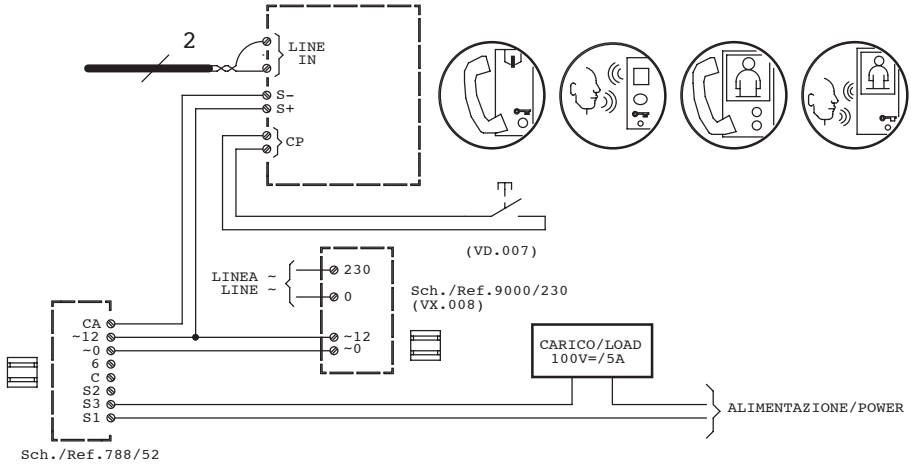 2
LINE
IN
S-
S+
CP
(VD.007)
LINEA ~
LINE ~
230
0
~12
~0
Sch./Ref.9000/230
(VX.008)
CA
~12
~0
6
C
S2
S3
S1
CARICO/LOAD
100V=/5A
ALIMENTAZIONE/POWER
Sch./Ref.788/52